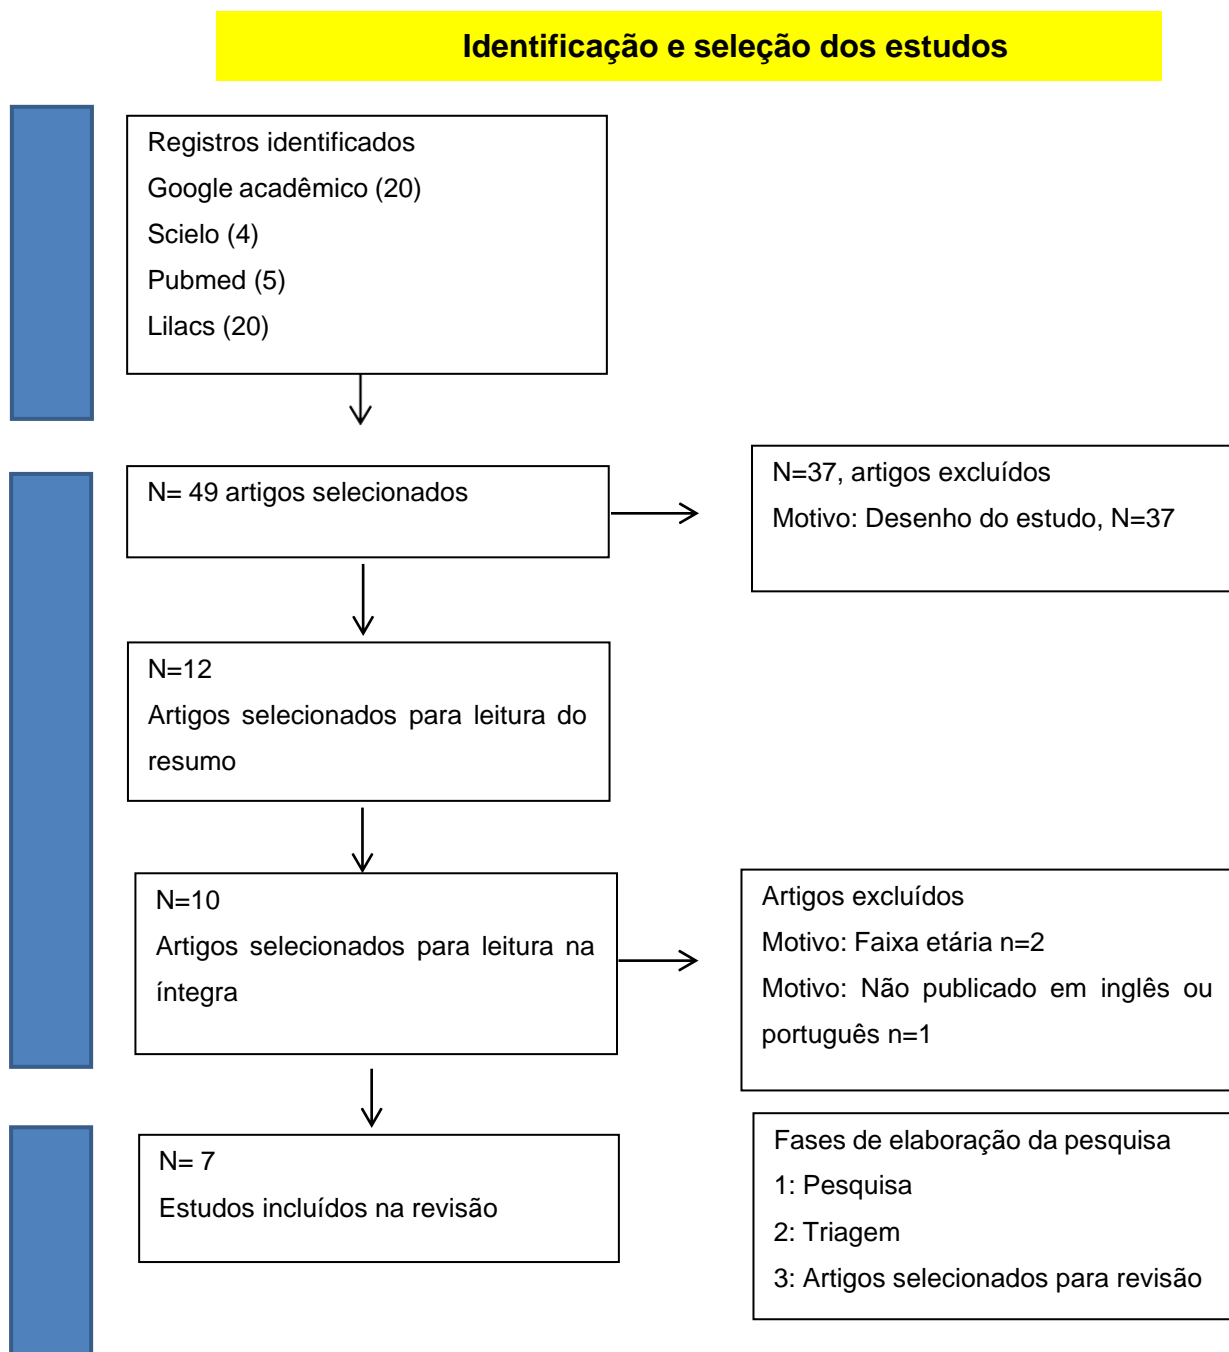 Identificação e seleção dos estudos
Registros identificados
Google acadêmico (20)
Scielo (4)
Pubmed (5)
Lilacs (20)
N= 49 artigos selecionados
N=37, artigos excluídos
Motivo: Desenho do estudo, N=37
N=12
Artigos selecionados para leitura do
resumo
N=10
Artigos selecionados para leitura na
íntegra
Artigos excluídos
Motivo: Faixa etária n=2
Motivo: Não publicado em inglês ou
português n=1
N= 7
Estudos incluídos na revisão
Fases de elaboração da pesquisa
1: Pesquisa
2: Triagem
3: Artigos selecionados para revisão